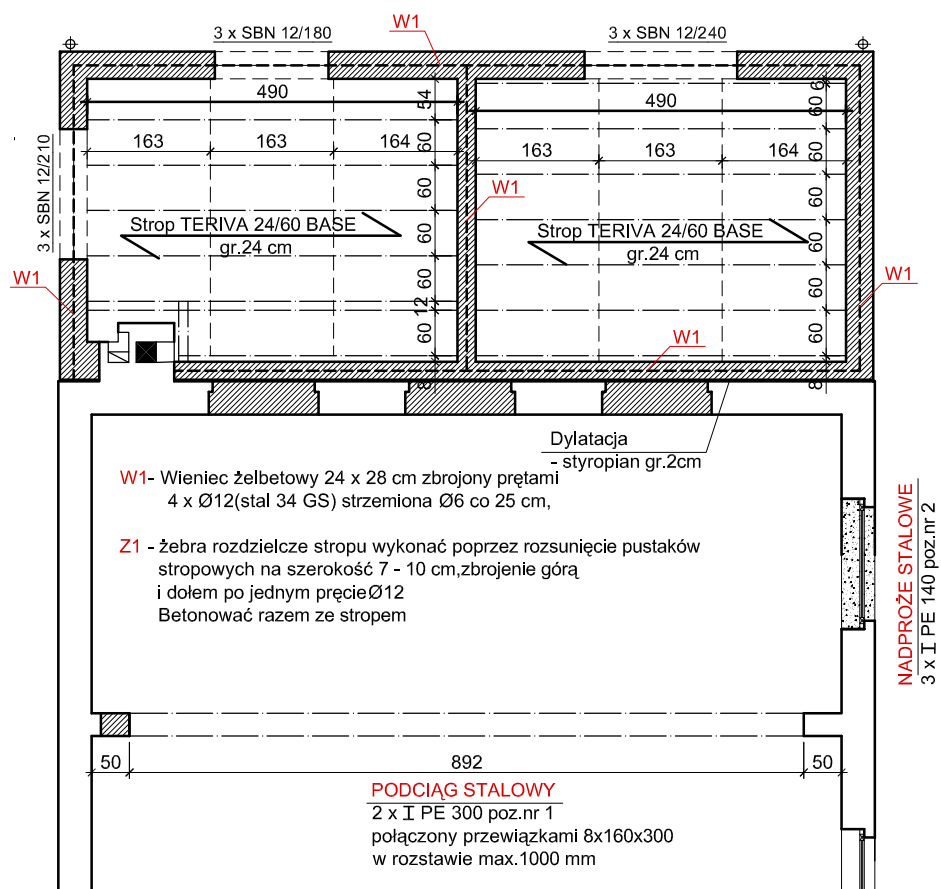 3 x SBN 12/180
W1
3 x SBN 12/240
490
54
490
6
60
163
163
164
60
163
163
164
60
3 x SBN 12/210
60
W1
60
Strop TERIVA 24/60 BASE
gr.24 cm
60
Strop TERIVA 24/60 BASE
gr.24 cm
60
60
60
W1
W1
12
60
60
W1
60
8
8
Dylatacja
- styropian gr.2cm
W1- Wieniec żelbetowy 24 x 28 cm zbrojony prętami
4 x Ø12(stal 34 GS) strzemiona Ø6 co 25 cm,
Z1 - żebra rozdzielcze stropu wykonać poprzez rozsunięcie pustaków
stropowych na szerokość 7 - 10 cm,zbrojenie górą
i dołem po jednym pręcie Ø12
Betonować razem ze stropem
NADPROŻE STALOWE
3 x I PE 140 poz.nr 2
50
892
50
PODCIĄG STALOWY
2 x I PE 300 poz.nr 1
połączony przewiązkami 8x160x300
w rozstawie max.1000 mm